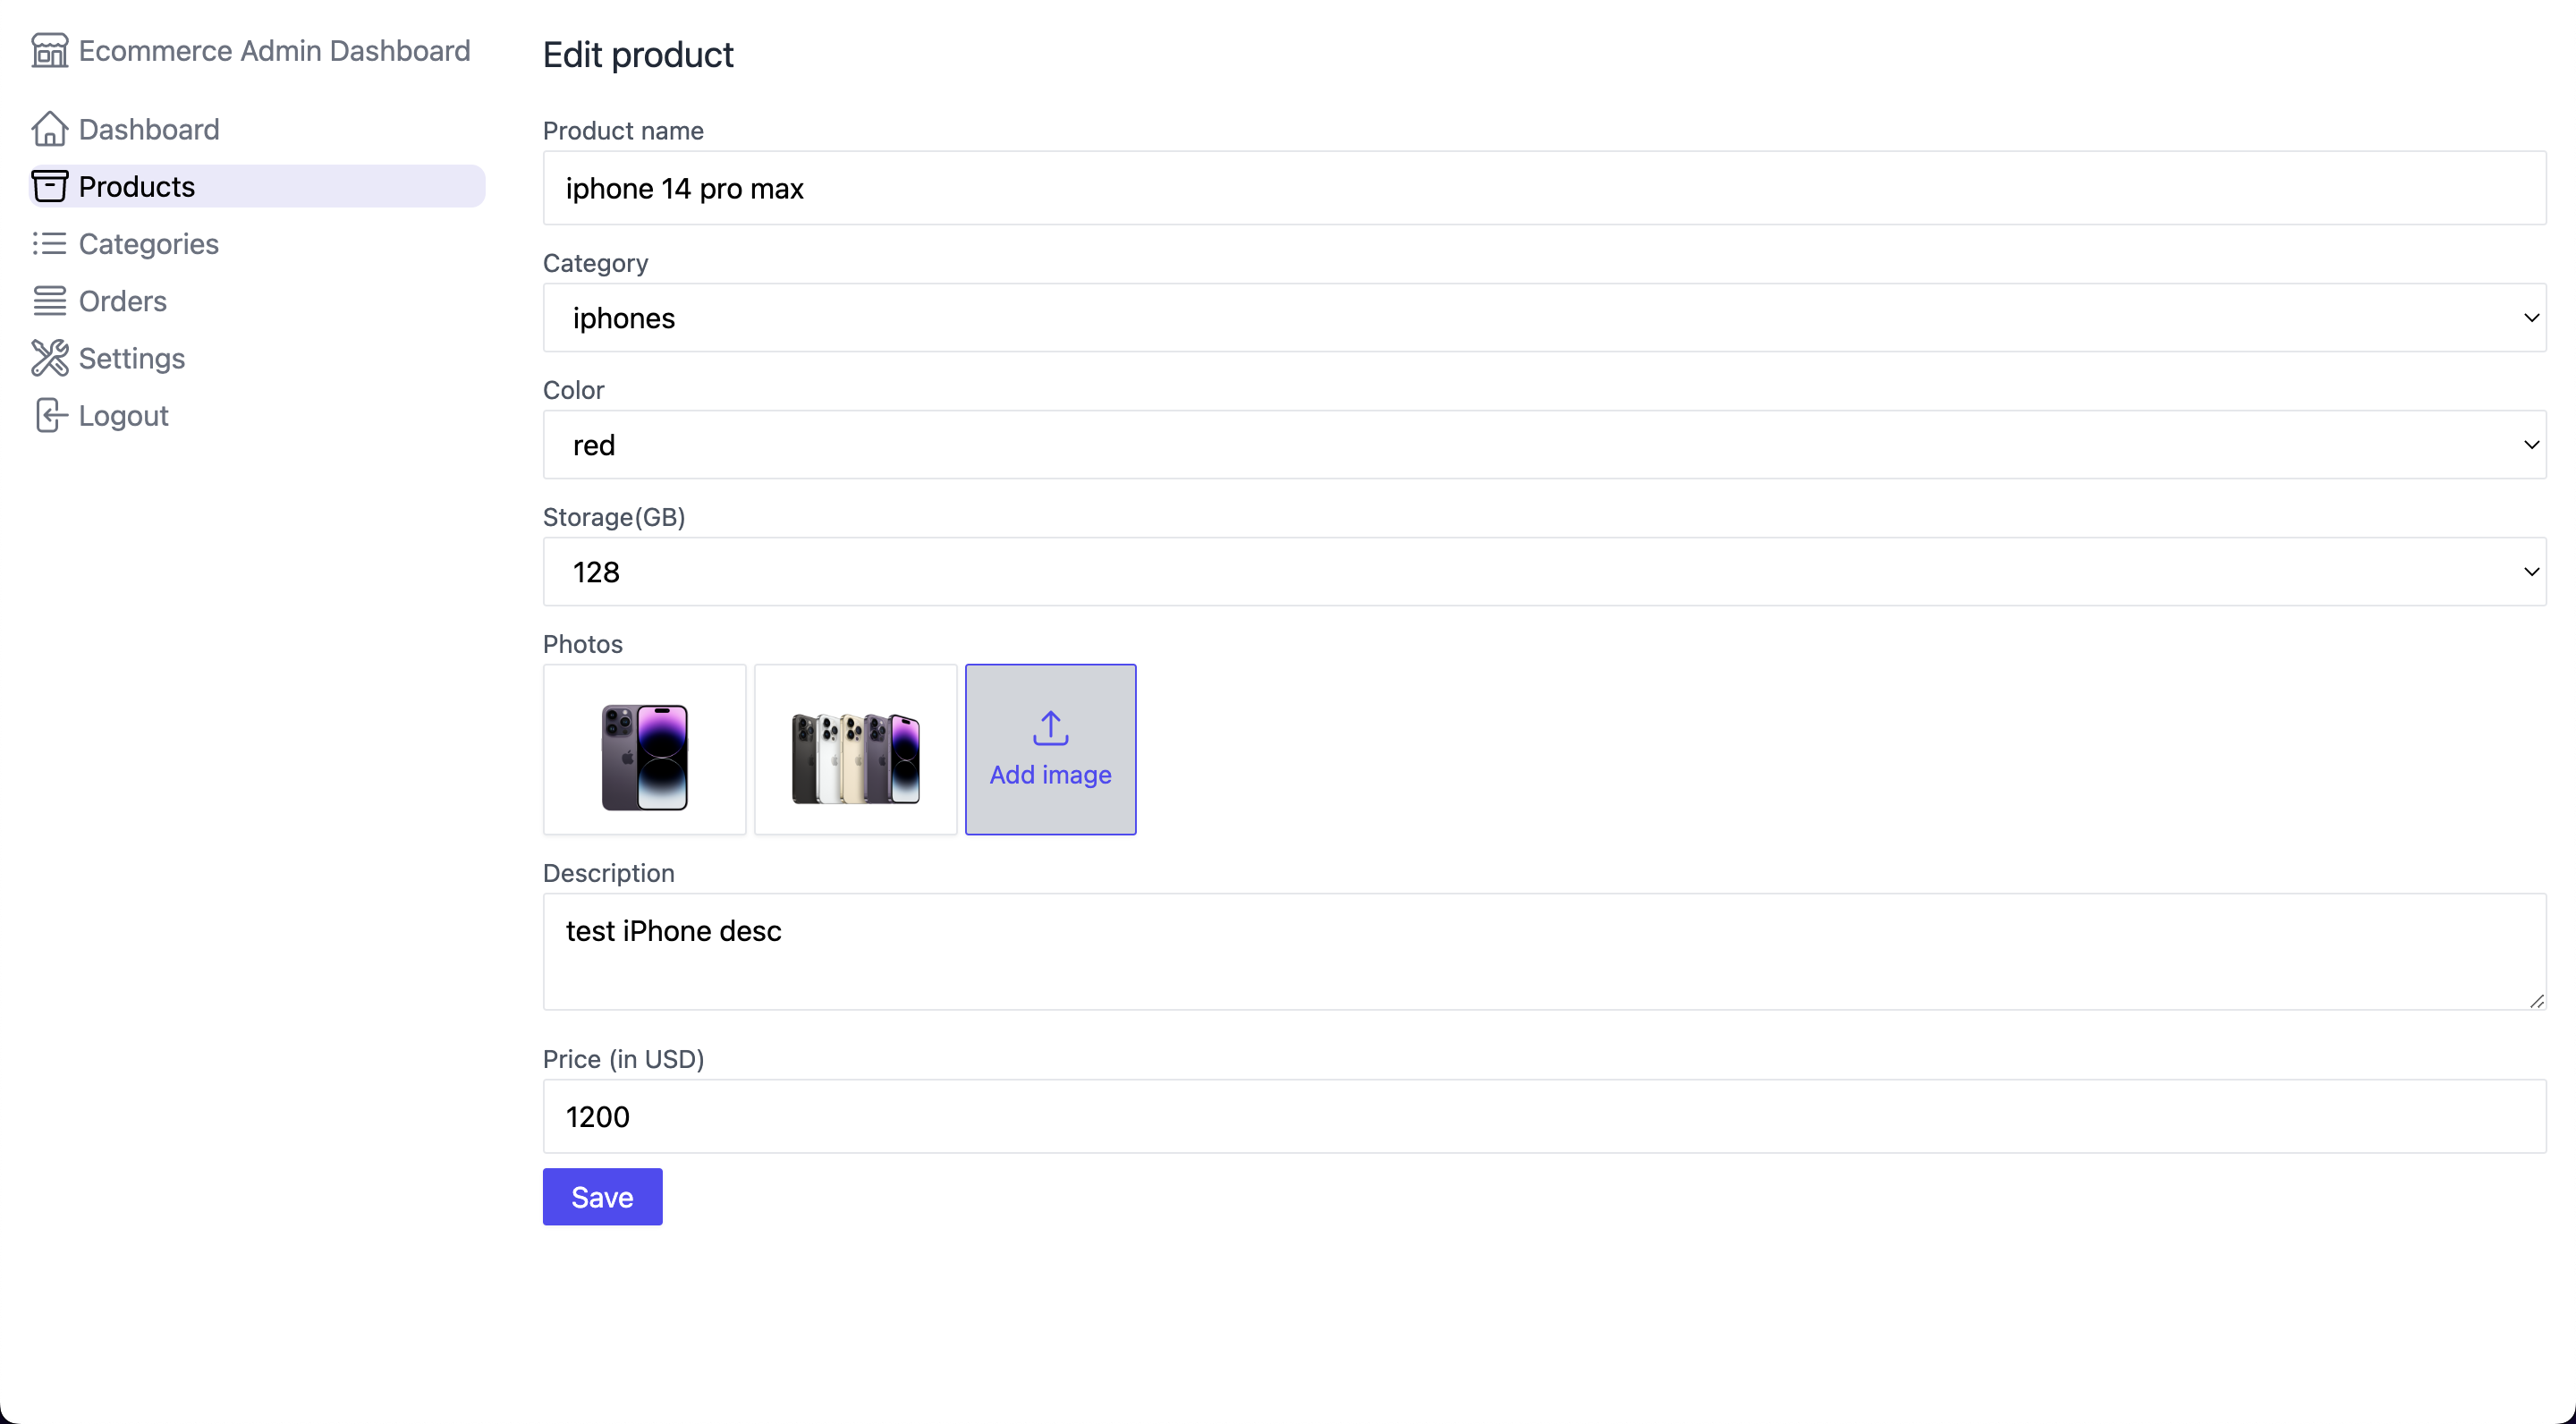 Ecommerce Admin Dashboard
Dashboard
Products
Categories
Orders
Settings
Logout
Edit product
Product name
iphone 14 pro max
Category
iphones
Color
red
Storage(GB)
128
Photos
Add image
Description
test iPhone desc
Price (in USD)
1200
Save